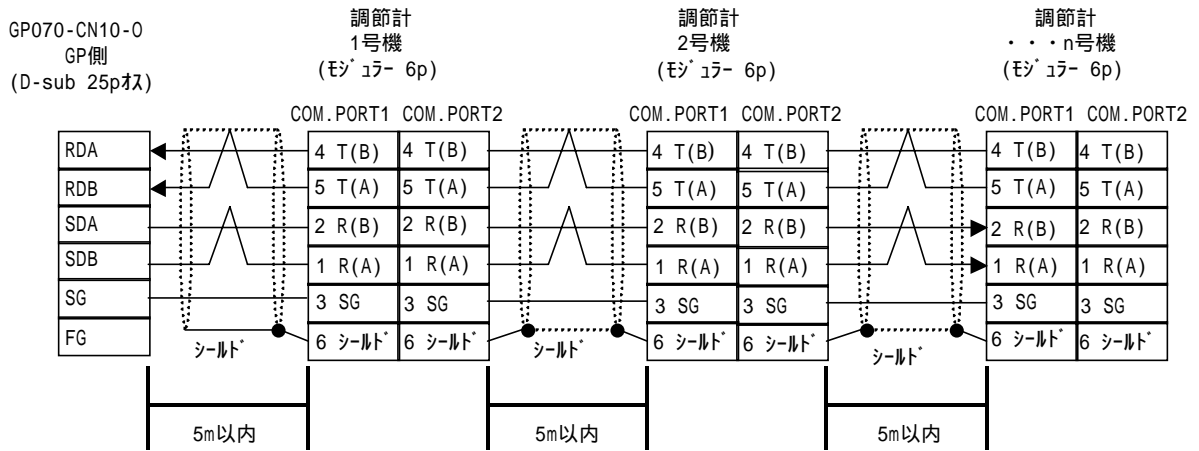 GP070-CN10-0
GP側
(D-sub 25pｵｽ)
調節計
1号機
(ﾓｼﾞｭﾗｰ 6p)
調節計
2号機
(ﾓｼﾞｭﾗｰ 6p)
調節計
・・・n号機
(ﾓｼﾞｭﾗｰ 6p)
COM.PORT1 COM.PORT2
COM.PORT1 COM.PORT2
COM.PORT1 COM.PORT2
RDA
RDB
SDA
SDB
SG
FG
4 T(B) 4 T(B)
5 T(A) 5 T(A)
2 R(B) 2 R(B)
1 R(A) 1 R(A)
3 SG 3 SG
6 ｼｰﾙﾄﾞ 6 ｼｰﾙﾄﾞ
4 T(B) 4 T(B)
5 T(A) 5 T(A)
2 R(B) 2 R(B)
1 R(A) 1 R(A)
3 SG 3 SG
6 ｼｰﾙﾄﾞ 6 ｼｰﾙﾄﾞ
4 T(B) 4 T(B)
5 T(A) 5 T(A)
2 R(B) 2 R(B)
1 R(A) 1 R(A)
3 SG 3 SG
6 ｼｰﾙﾄﾞ 6 ｼｰﾙﾄﾞ
ｼｰﾙﾄﾞ
ｼｰﾙﾄﾞ
ｼｰﾙﾄﾞ
5m以内
5m以内
5m以内